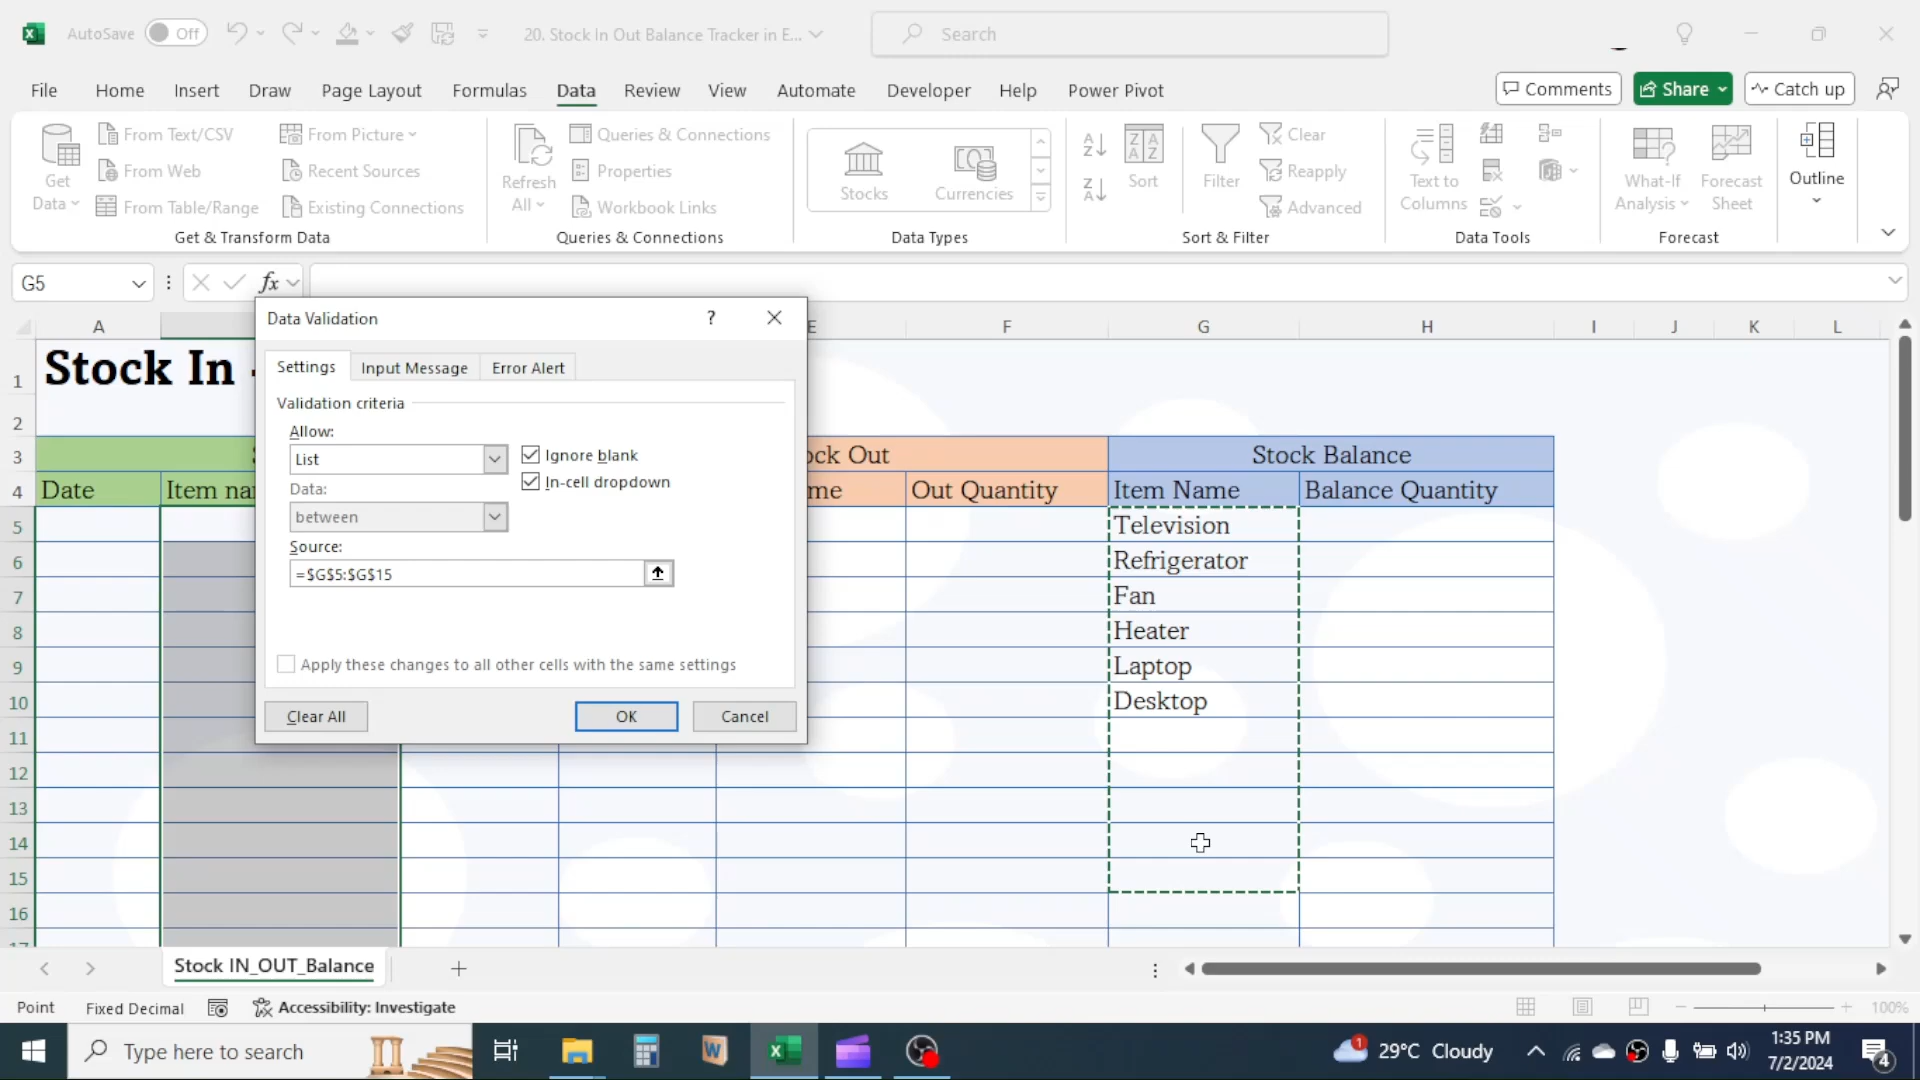 AutoSave Off 20. Stock In Out Balance Tracker in E... Search
File Home Insert Draw Page Layout Formulas Data Review View Automate Developer Help Power Pivot Comments Share Catch up
Get Data From Text/CSV From Picture Refresh All Queries & Connections Stocks Currencies Sort Filter Clear Text to Columns What-If Analysis Forecast Sheet Outline
From Web Recent Sources Properties Reapply
From Table/Range Existing Connections Workbook Links Advanced
Get & Transform Data Queries & Connections Data Types Sort & Filter Data Tools Forecast
G5 fx
Data Validation ?
A E F G H I J K L
Settings Input Message Error Alert
1 Stock In -
Validation criteria
2
Allow:
List Ignore blank
In-cell dropdown
Data:
between
Source:
=$G$5:$G$15
Apply these changes to all other cells with the same settings
Clear All OK Cancel
3 S ock Out Stock Balance
4 Date Item nam me Out Quantity Item Name Balance Quantity
5 Television
6 Refrigerator
7 Fan
8 Heater
9 Laptop
10 Desktop
11
12
13
14
15
16
17
Stock IN_OUT_Balance
Point Fixed Decimal Accessibility: Investigate 100%
Type here to search W 1 29°C Cloudy 1:35 PM
7/2/2024 4